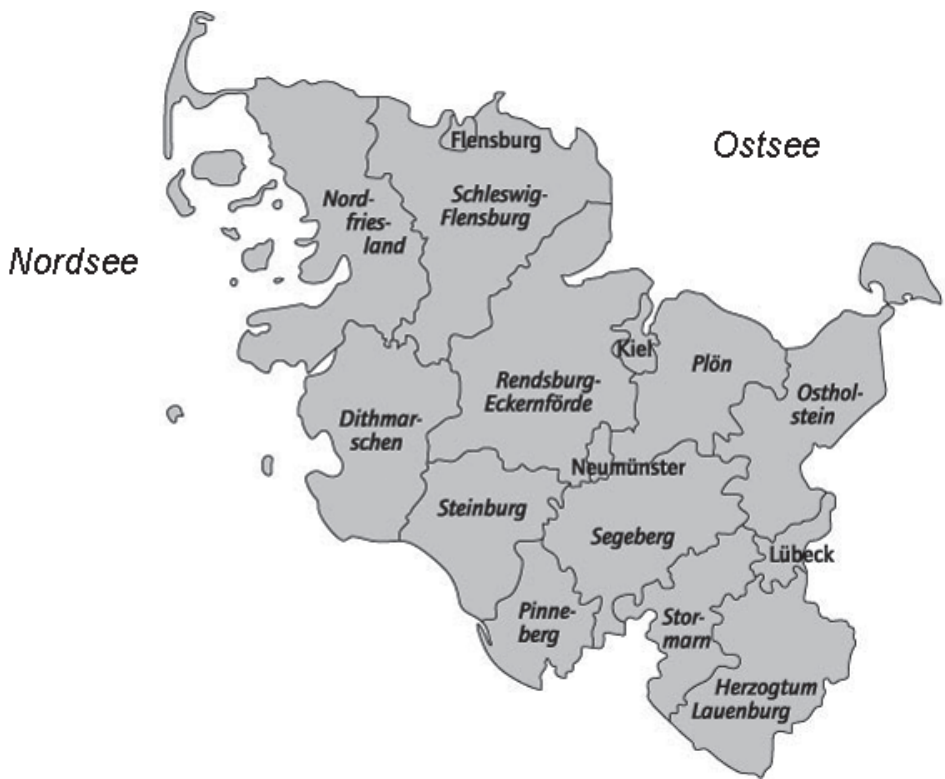 Flensburg
Ostsee
Schleswig-
Flensburg
Nord-
fries-
land
Nordsee
Kiel
Plön
Rendsburg-
Eckernförde
Osthol-
stein
Dithmar-
schen
Neumünster
Steinburg
Segeberg
Lübeck
Pinne-
berg
Stor-
marn
Herzogtum
Lauenburg